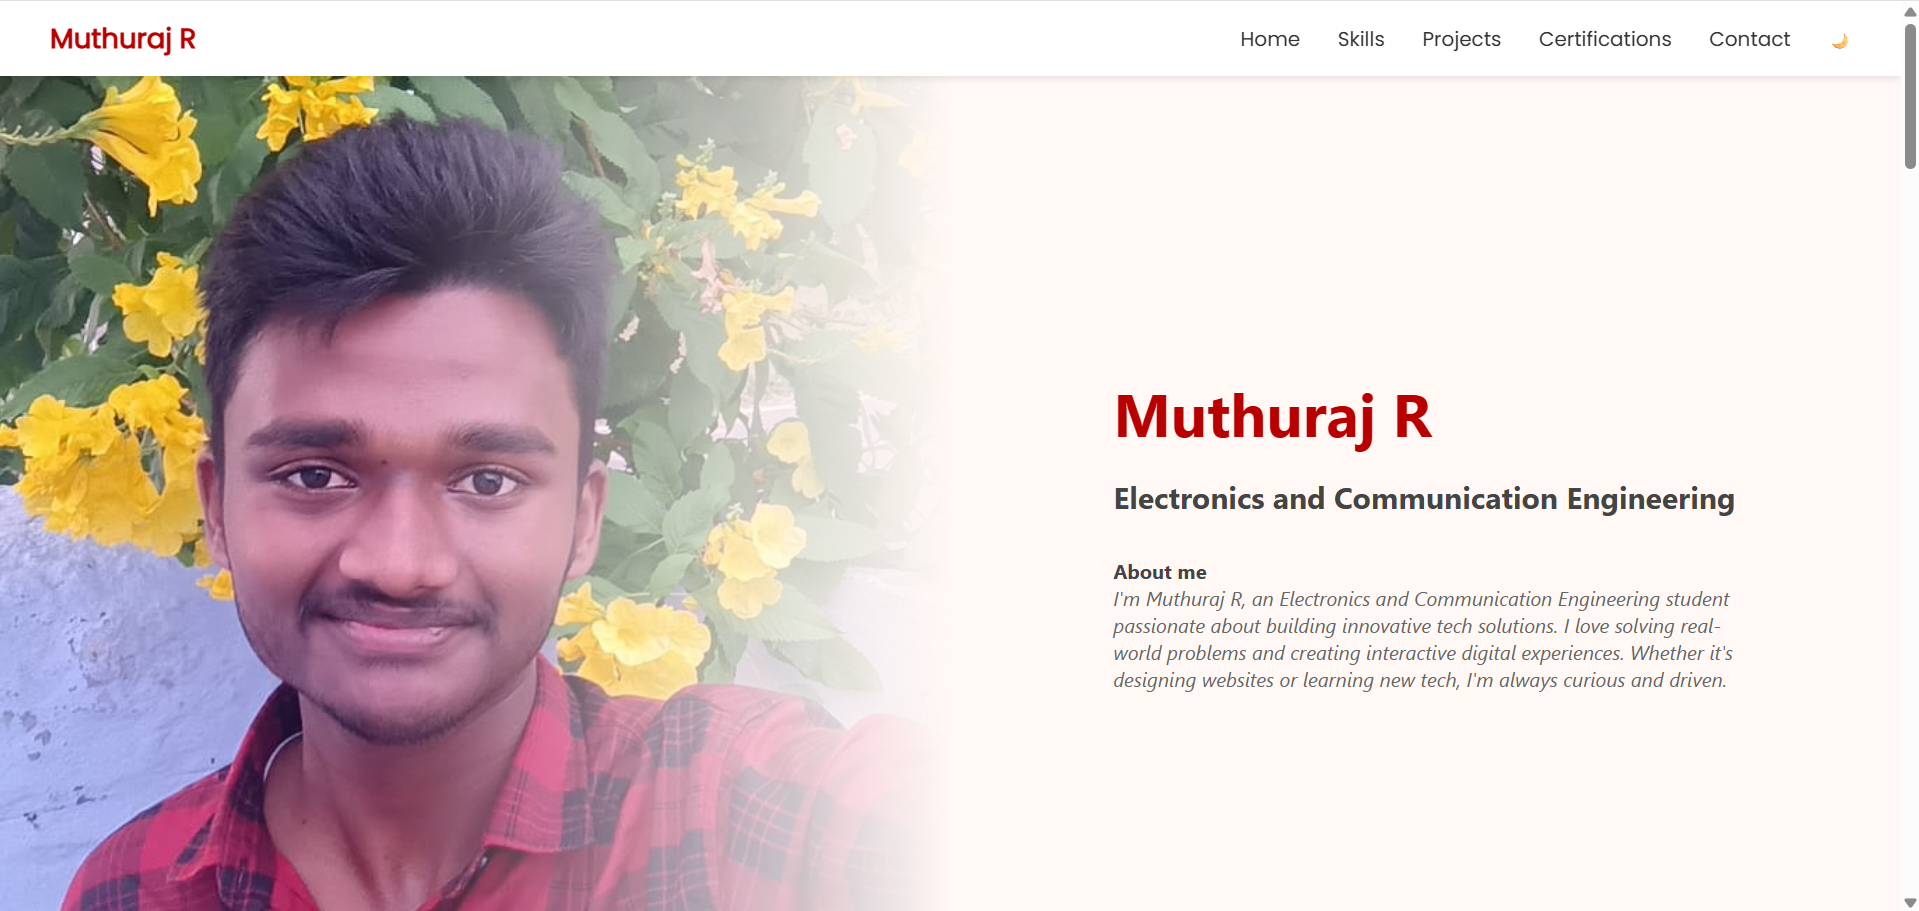 Muthuraj R
Home Skills Projects Certifications Contact
Muthuraj R
Electronics and Communication Engineering
About me
I'm Muthuraj R, an Electronics and Communication Engineering student
passionate about building innovative tech solutions. I love solving real-
world problems and creating interactive digital experiences. Whether it's
designing websites or learning new tech, I'm always curious and driven.